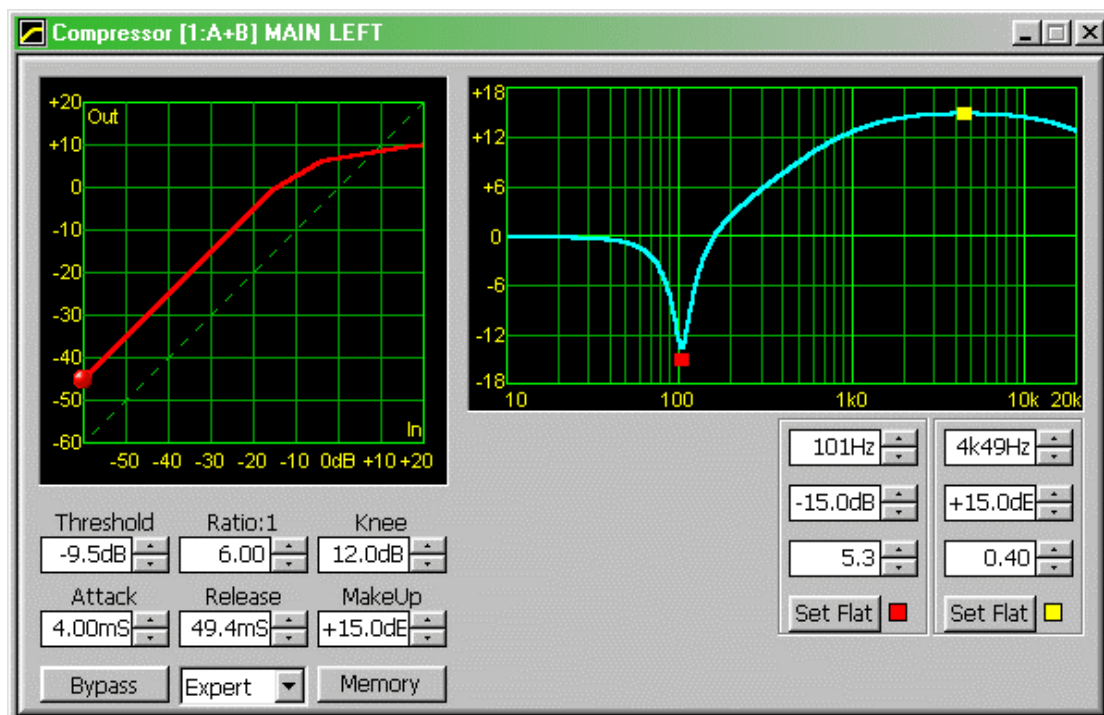 Compressor [1:A+B] MAIN LEFT
+20
Out
+10
0
-10
-20
-30
-40
-50
-60
In
-50 -40 -30 -20 -10 0dB +10 +20
+18
+12
+6
0
-6
-12
-18
10 100 1k0 10k 20k
101Hz 4k49Hz
-15.0dB +15.0dE
5.3 0.40
Set Flat Set Flat
Threshold Ratio:1 Knee
-9.5dB 6.00 12.0dB
Attack Release MakeUp
4.00mS 49.4mS +15.0dE
Bypass Expert Memory